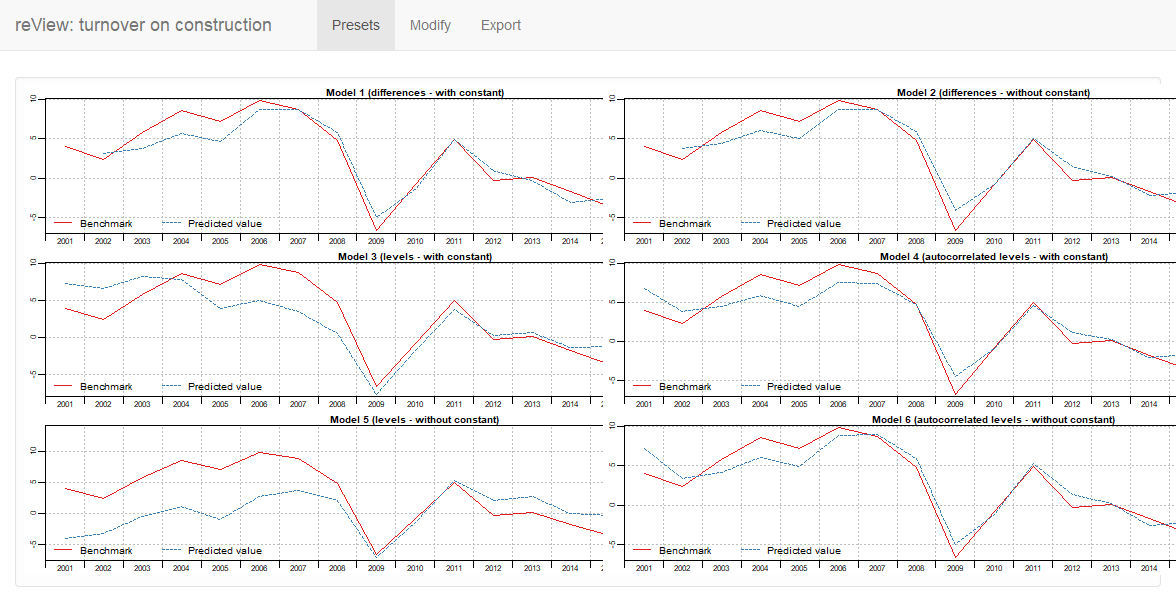 reView: turnover on construction Presets Modify Export
Model 1 (differences - with constant)
10
5
0
-5
Benchmark Predicted value
2001 2002 2003 2004 2005 2006 2007 2008 2009 2010 2011 2012 2013 2014 2
Model 2 (differences - without constant)
10
5
0
-5
Benchmark Predicted value
2001 2002 2003 2004 2005 2006 2007 2008 2009 2010 2011 2012 2013 2014
Model 3 (levels - with constant)
10
5
0
-5
Benchmark Predicted value
2001 2002 2003 2004 2005 2006 2007 2008 2009 2010 2011 2012 2013 2014 2
Model 4 (autocorrelated levels - with constant)
10
5
0
-5
Benchmark Predicted value
2001 2002 2003 2004 2005 2006 2007 2008 2009 2010 2011 2012 2013 2014
Model 5 (levels - without constant)
10
5
0
-5
Benchmark Predicted value
2001 2002 2003 2004 2005 2006 2007 2008 2009 2010 2011 2012 2013 2014 2
Model 6 (autocorrelated levels - without constant)
10
5
0
-5
Benchmark Predicted value
2001 2002 2003 2004 2005 2006 2007 2008 2009 2010 2011 2012 2013 2014